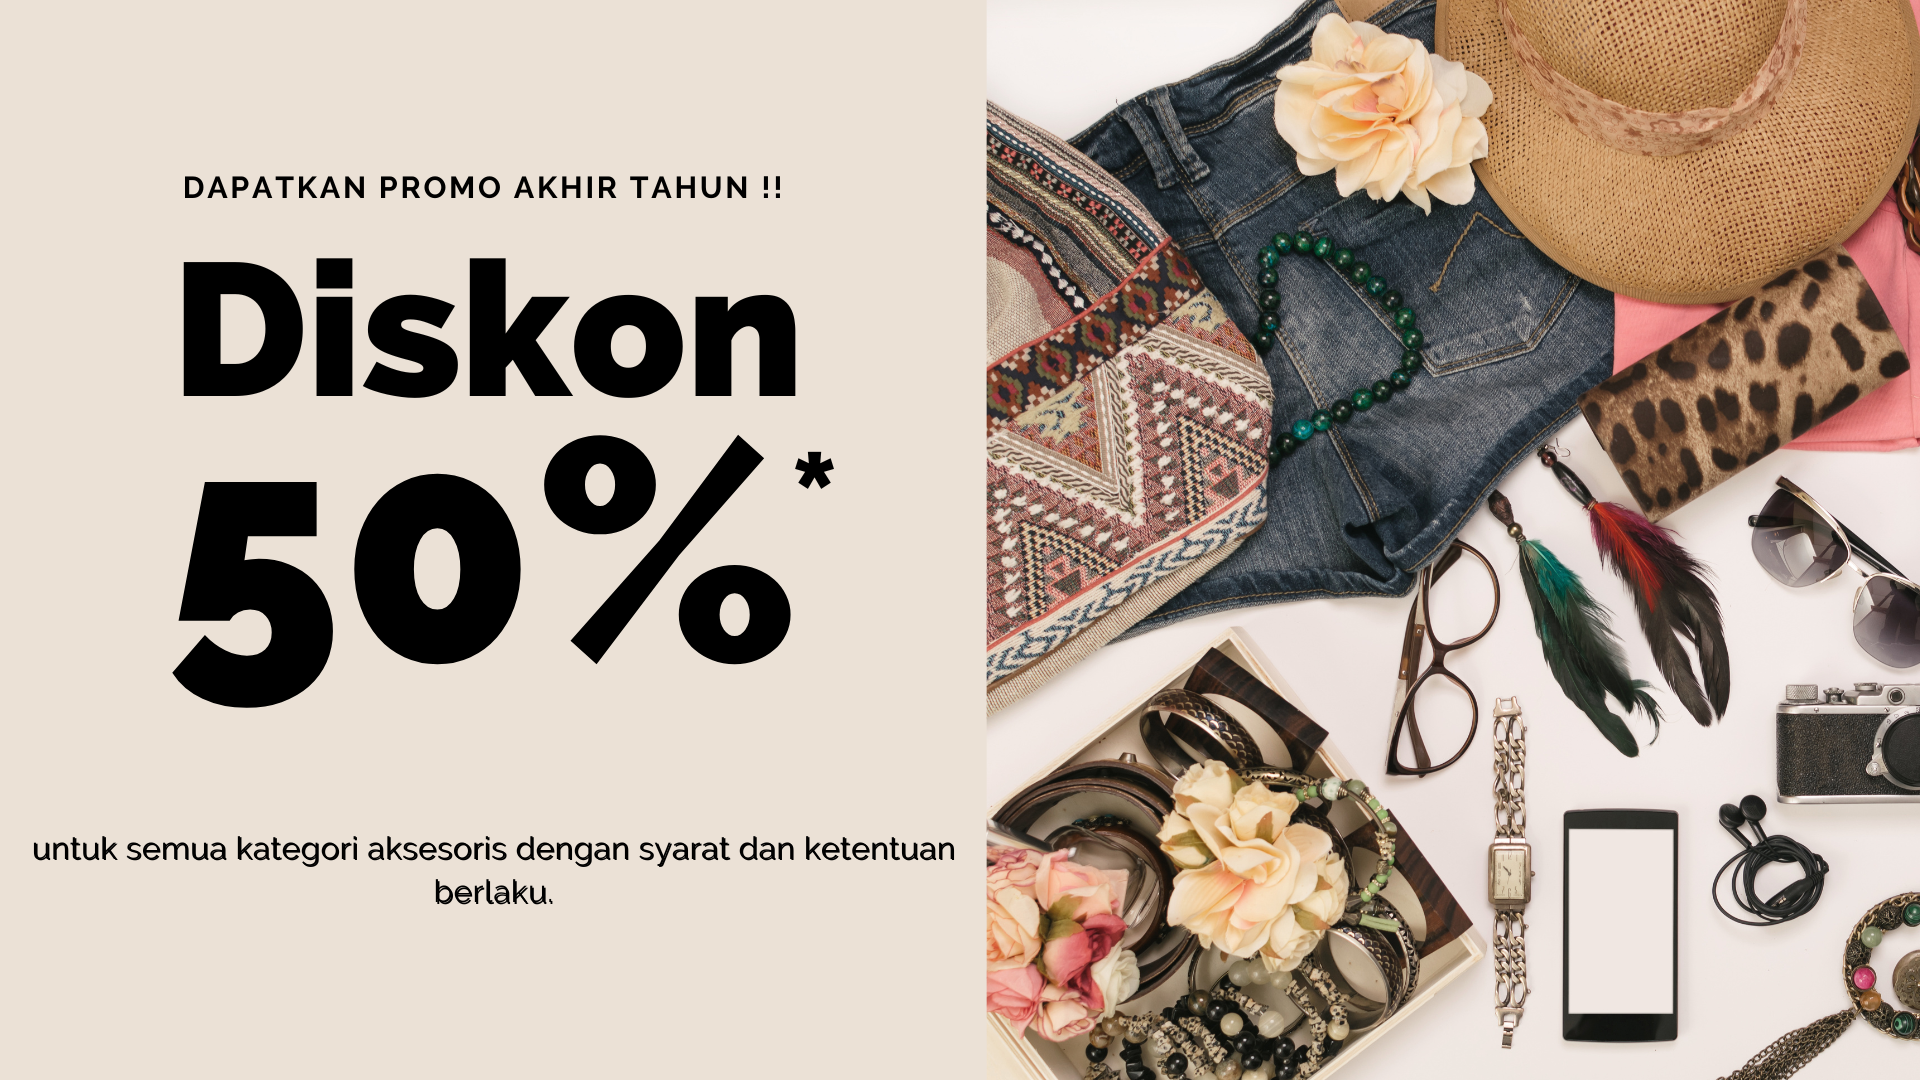 DAPATKAN PROMO AKHIR TAHUN !!
Diskon
50%*
untuk semua kategori aksesoris dengan syarat dan ketentuan
berlaku.